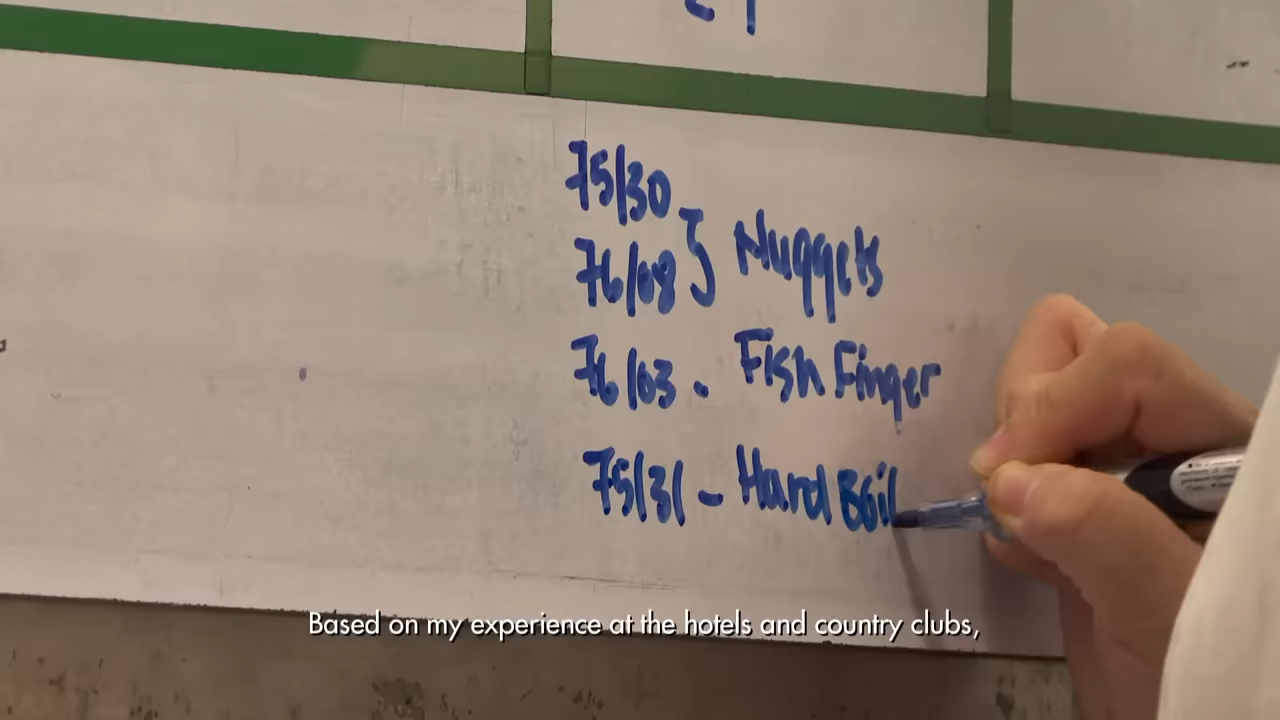 75/30
76/08 } Nuggets
76/03 - Fish Finger
75/31 - Hard Boil
Based on my experience at the hotels and country clubs,